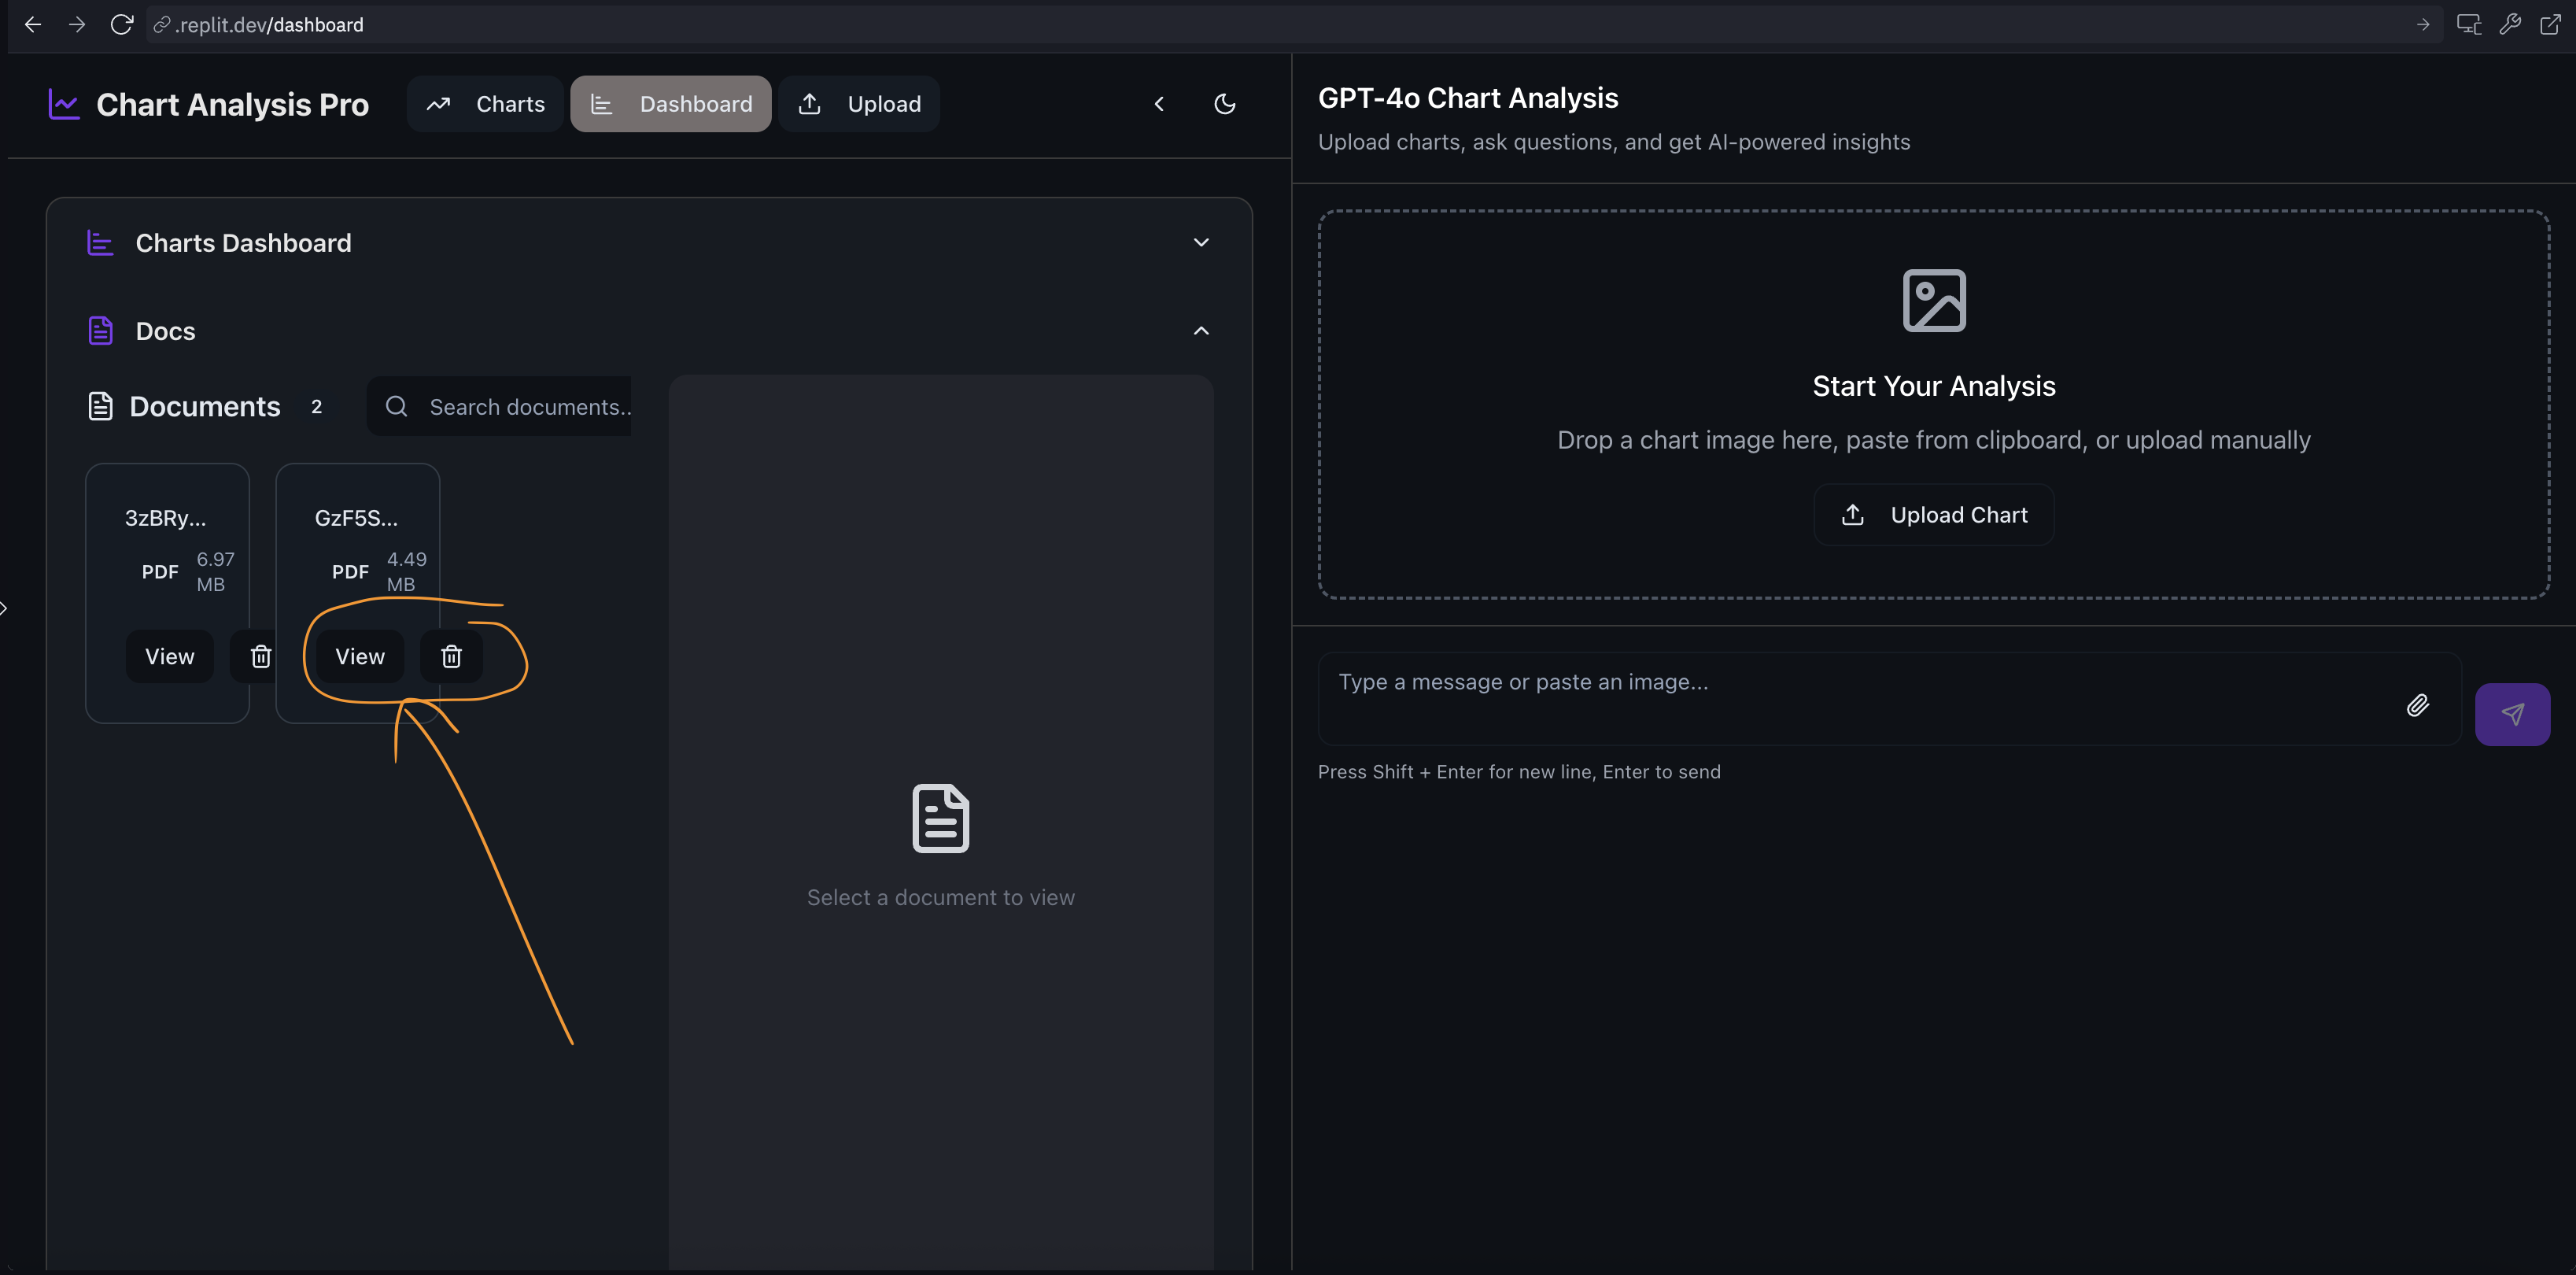 .replit.dev/dashboard
Chart Analysis Pro
Charts
Dashboard
Upload
Charts Dashboard
Docs
Documents 2
Search documents..
3zBRy...
PDF 6.97 MB
View
GzF5S...
PDF 4.49 MB
View
Select a document to view
GPT-4o Chart Analysis
Upload charts, ask questions, and get AI-powered insights
Start Your Analysis
Drop a chart image here, paste from clipboard, or upload manually
Upload Chart
Type a message or paste an image...
Press Shift + Enter for new line, Enter to send